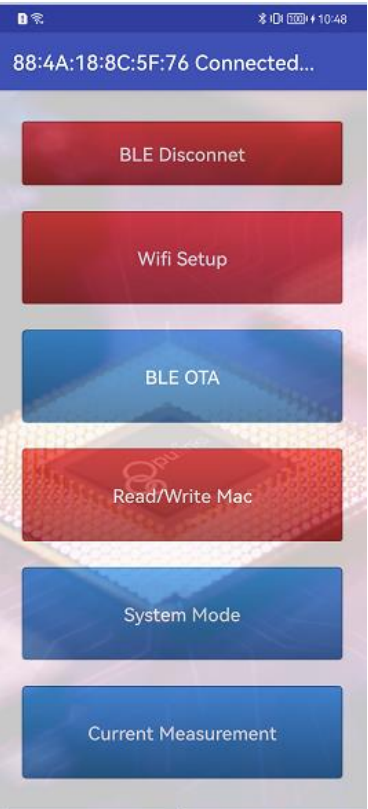 100 10:48
88:4A:18:8C:5F:76 Connected...
BLE Disconnet
Wifi Setup
BLE OTA
Read/Write Mac
System Mode
Current Measurement